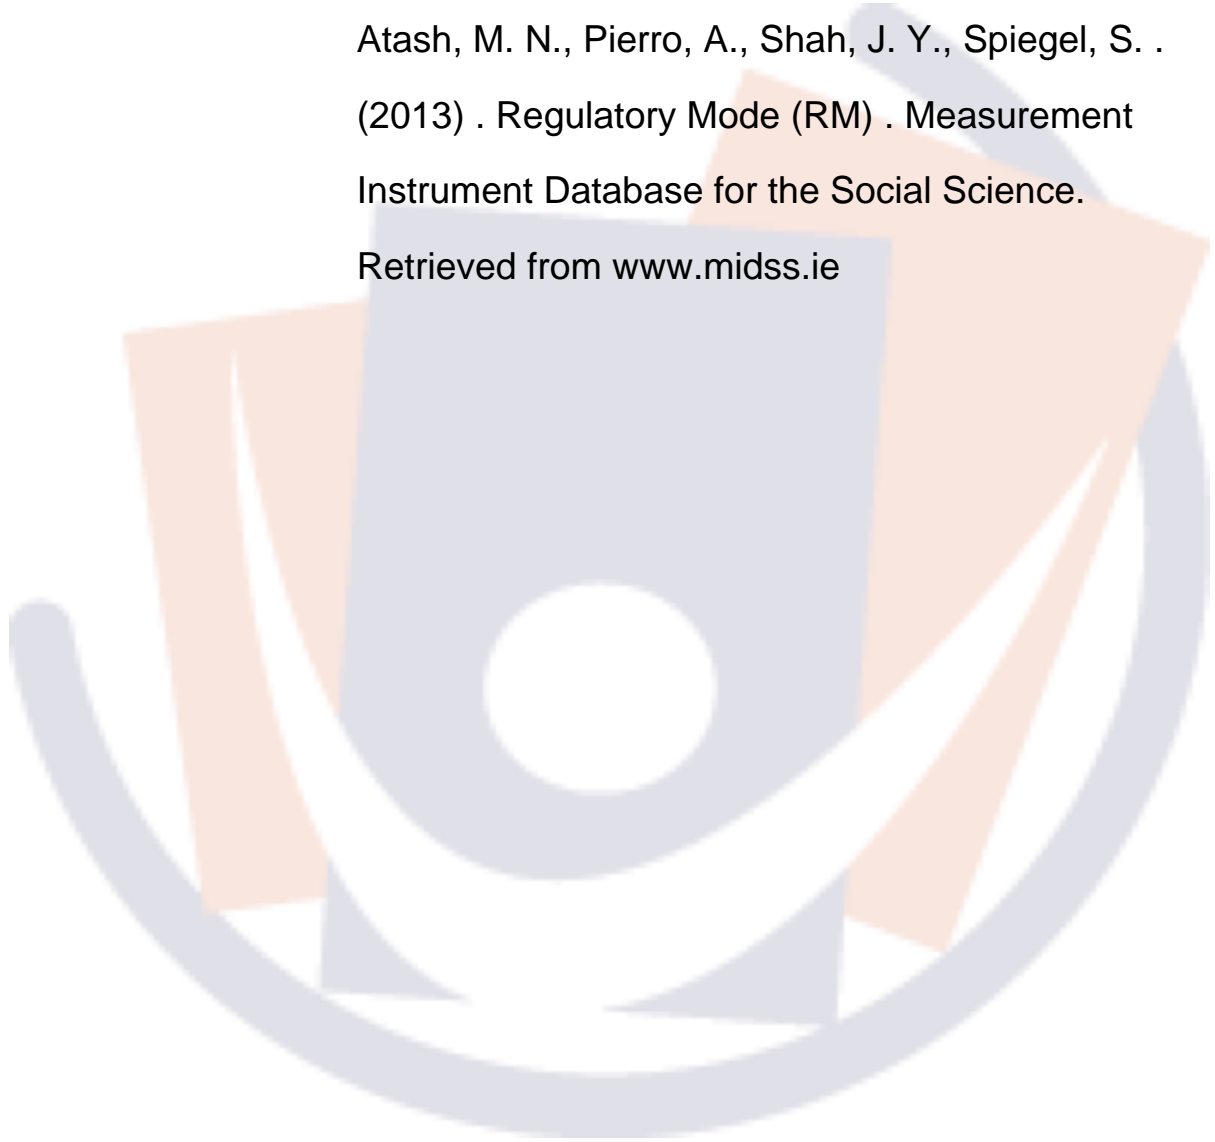 Atash, M. N., Pierro, A., Shah, J. Y., Spiegel, S. .
(2013) . Regulatory Mode (RM) . Measurement
Instrument Database for the Social Science.
Retrieved from www.midss.ie